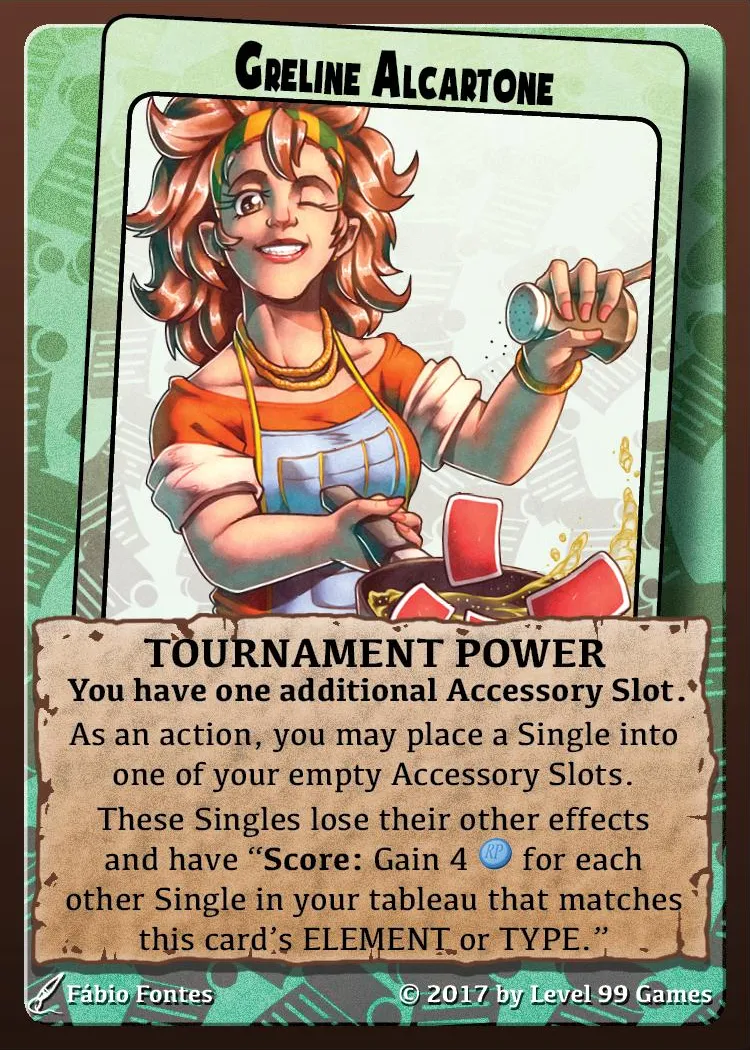 GRELINE ALCARTONE
TOURNAMENT POWER
You have one additional Accessory Slot.
As an action, you may place a Single into
one of your empty Accessory Slots.
These Singles lose their other effects
and have “Score: Gain 4 RP for each
other Single in your tableau that matches
this card’s ELEMENT or TYPE.”
Fábio Fontes
© 2017 by Level 99 Games